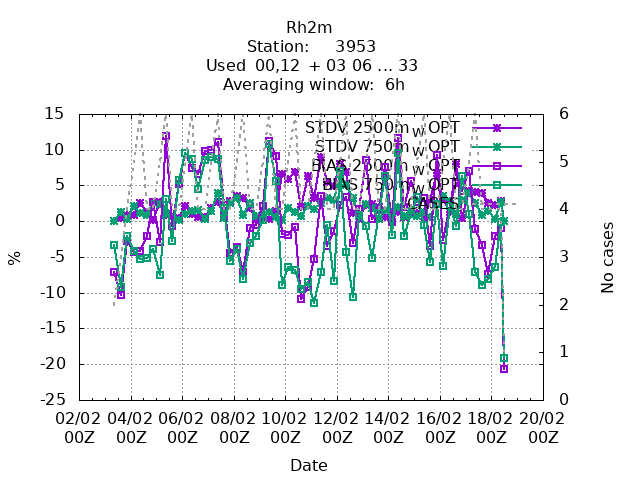 Rh2m
Station: 3953
Used 00,12 + 03 06 ... 33
Averaging window: 6h
15 6
STDV 2500m W OPT
10 5
STDV 750m W OPT
BIAS 2500m W OPT
5
BIAS 750m W OPT
4
CASES
0
-5 3
% No cases
-10 2
-15
-20 1
-25 0
02/02 04/02 06/02 08/02 10/02 12/02 14/02 16/02 18/02 20/02
00Z 00Z 00Z 00Z 00Z 00Z 00Z 00Z 00Z 00Z
Date